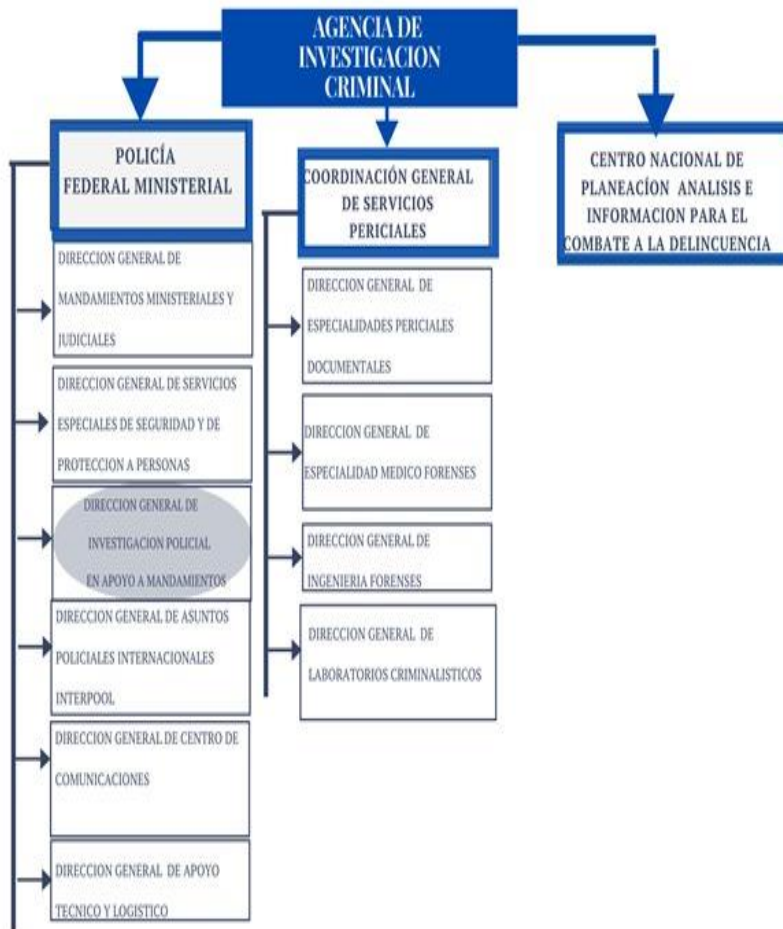 AGENCIA DE
INVESTIGACION
CRIMINAL
POLICÍA
FEDERAL MINISTERIAL
DIRECCION GENERAL DE
MANDAMIENTOS MINISTERIALES Y
JUDICIALES
DIRECCION GENERAL DE SERVICIOS
ESPECIALES DE SEGURIDAD Y DE
PROTECCION A PERSONAS
DIRECCION GENERAL DE
INVESTIGACION POLICIAL
EN APOYO A MANDAMIENTOS
DIRECCION GENERAL DE ASUNTOS
POLICIALES INTERNACIONALES
INTERPOOL
DIRECCION GENERAL DE CENTRO DE
COMUNICACIONES
DIRECCION GENERAL DE APOYO
TECNICO Y LOGISTICO
COORDINACIÓN GENERAL
DE SERVICIOS
PERICIALES
DIRECCION GENERAL DE
ESPECIALIDADES PERICIALES
DOCUMENTALES
DIRECCION GENERAL DE
ESPECIALIDAD MEDICO FORENSES
DIRECCION GENERAL DE
INGENIERIA FORENSES
DIRECCION GENERAL DE
LABORATORIOS CRIMINALISTICOS
CENTRO NACIONAL DE
PLANEACÍON ANALISIS E
INFORMACION PARA EL
COMBATE A LA DELINCUENCIA